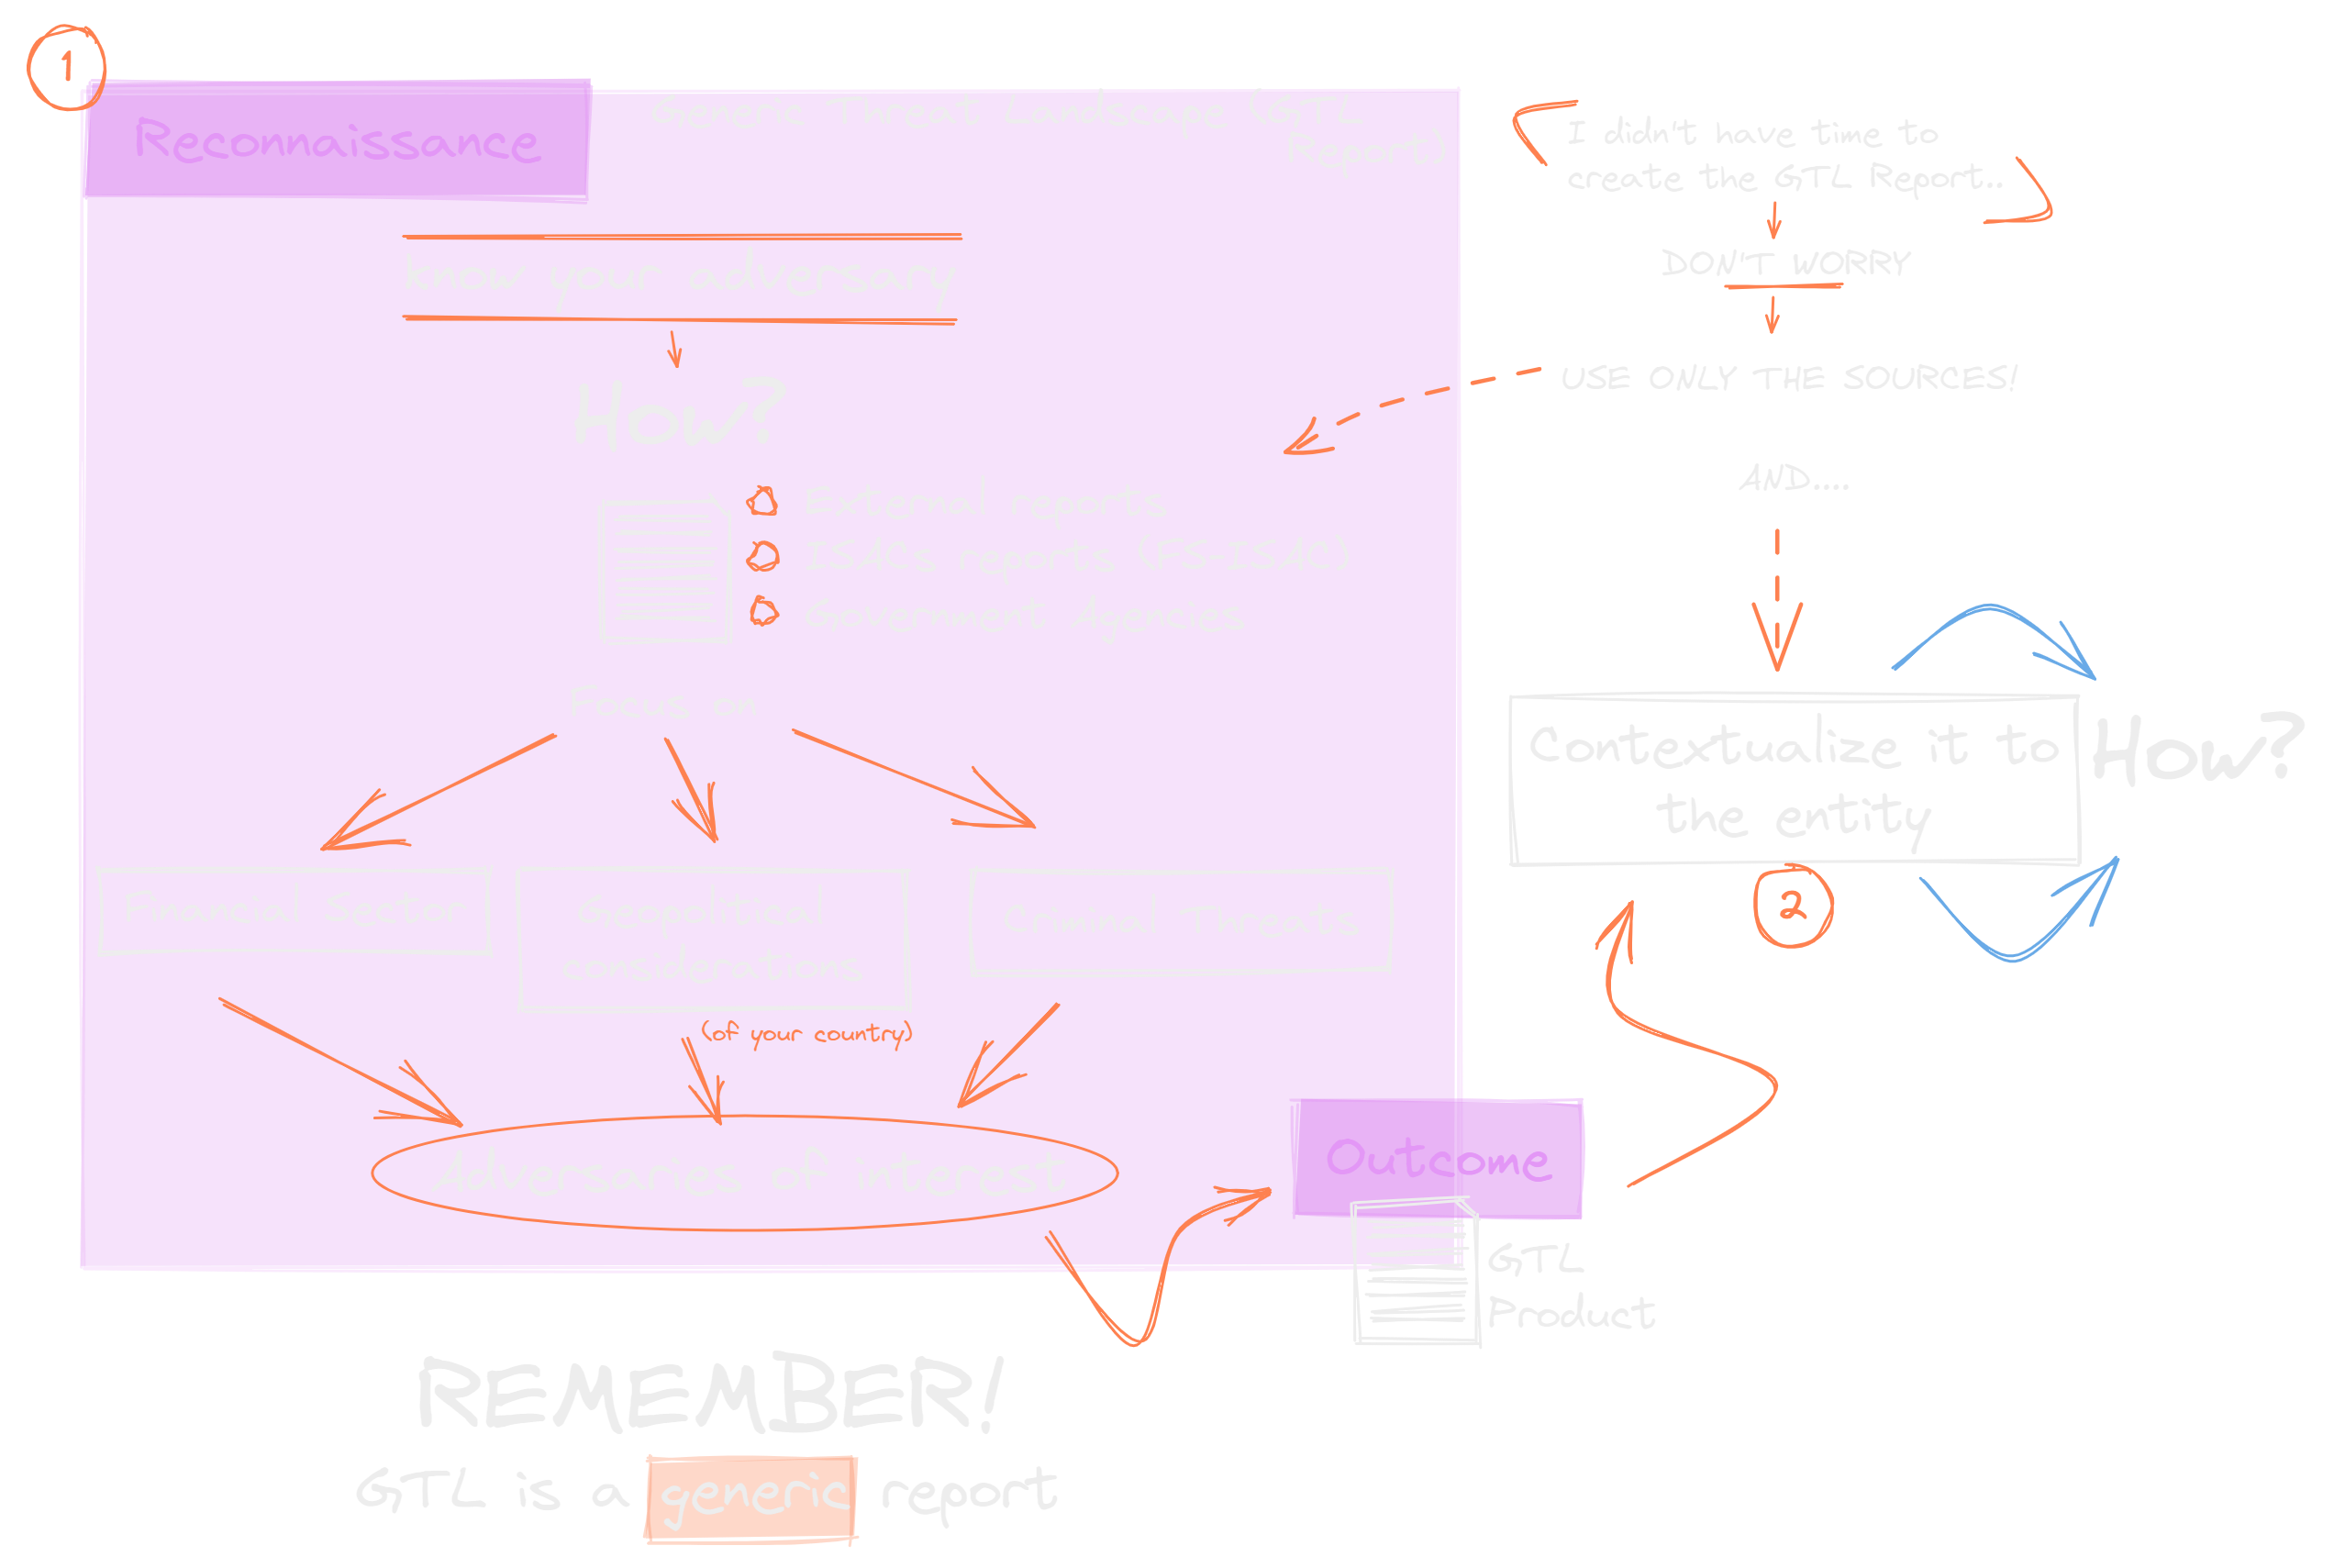 1
Reconnaissance
Generic Threat Landscape (GTL
Report)
know your adversary
How?
External reports
ISACs reports (FS-ISAC)
Government Agencies
Focus on
Financial Sector
Geopolitical
considerations
(of your country)
Criminal Threats
Adversaries of interest
Outcome
GTL
Product
REMEMBER!
GTL is a generic report
I didn't have time to
create the GTL Report...
DON'T WORRY
USE ONLY THE SOURCES!
AND....
Contextualize it to
the entity
2
How?